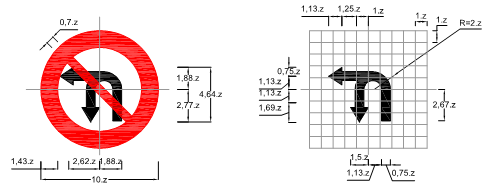 0,7.z
1,88.z
2,77.z
4,64.z
1,43.z
2,62.z
1,88.z
10.z
1,13.z
1,25.z
1.z
1.z
1.z
R=2.z
0,75.z
1,13.z
1,13.z
1,69.z
2,67.z
1,5.z
1,13.z
0,75.z